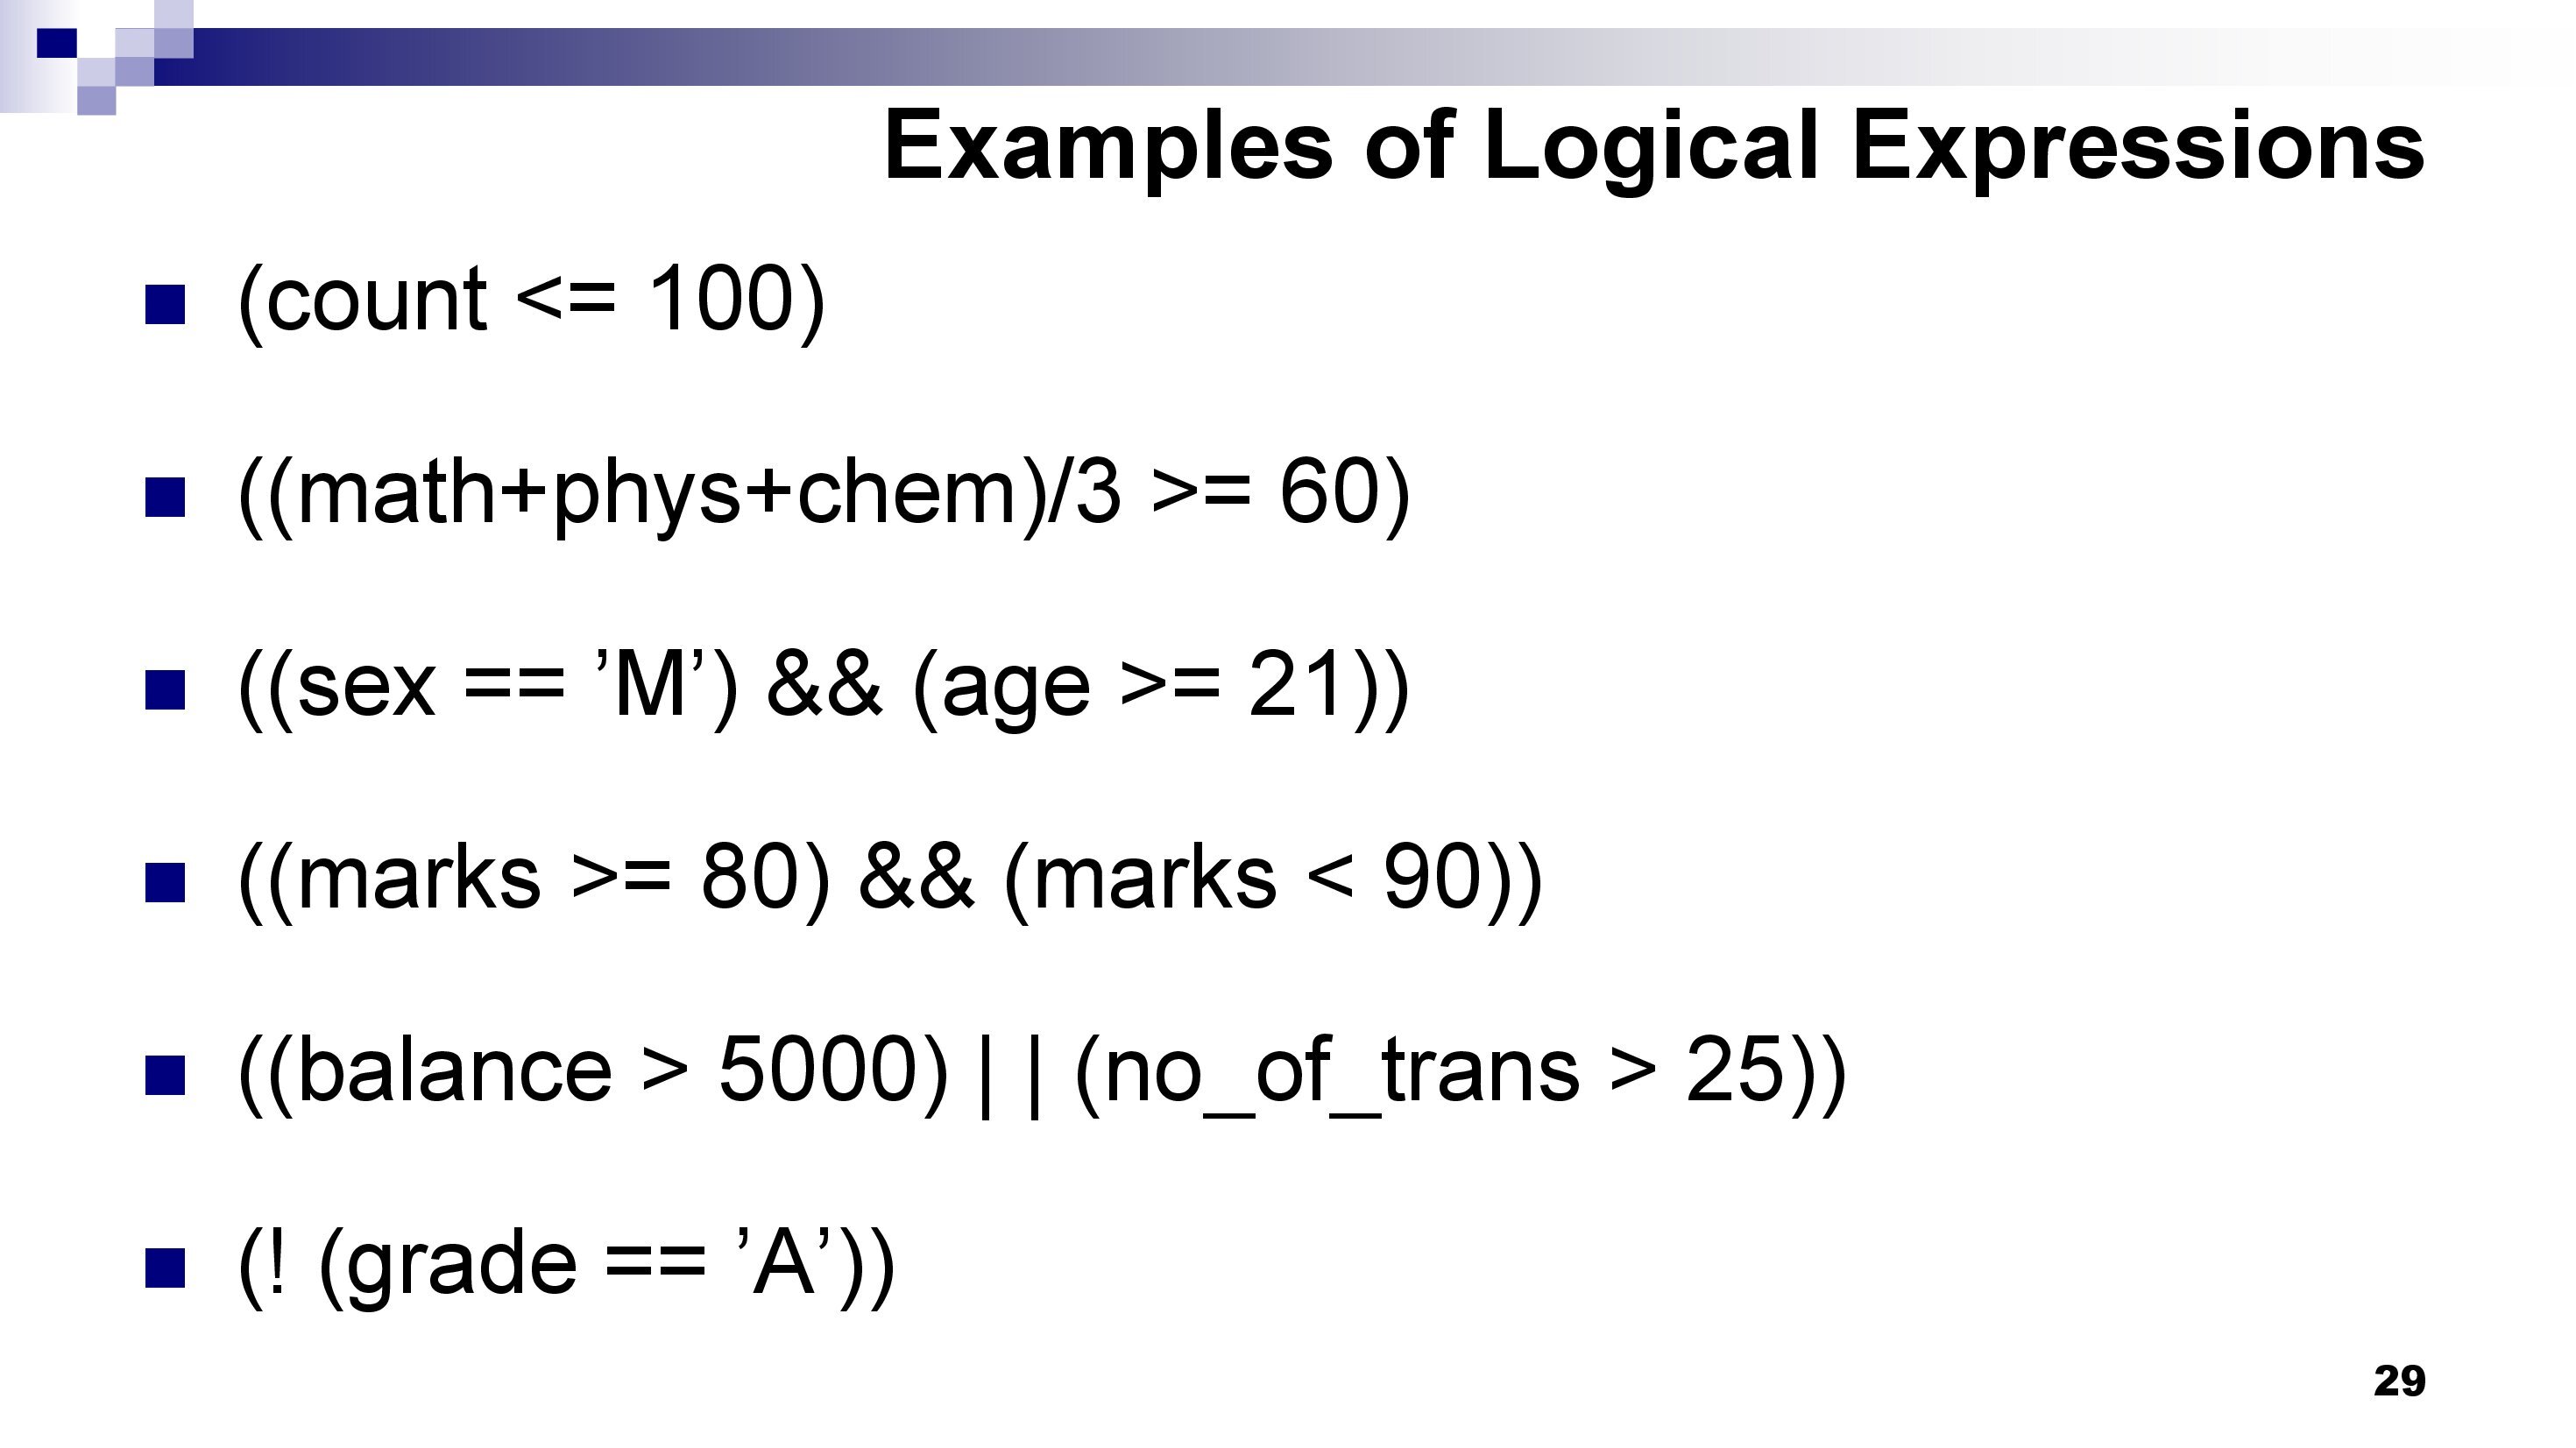 Examples of Logical Expressions
(count <= 100)
((math+phys+chem)/3 >= 60)
((sex == ’M’) && (age >= 21))
((marks >= 80) && (marks < 90))
((balance > 5000) | | (no_of_trans > 25))
(! (grade == ’A’))
29